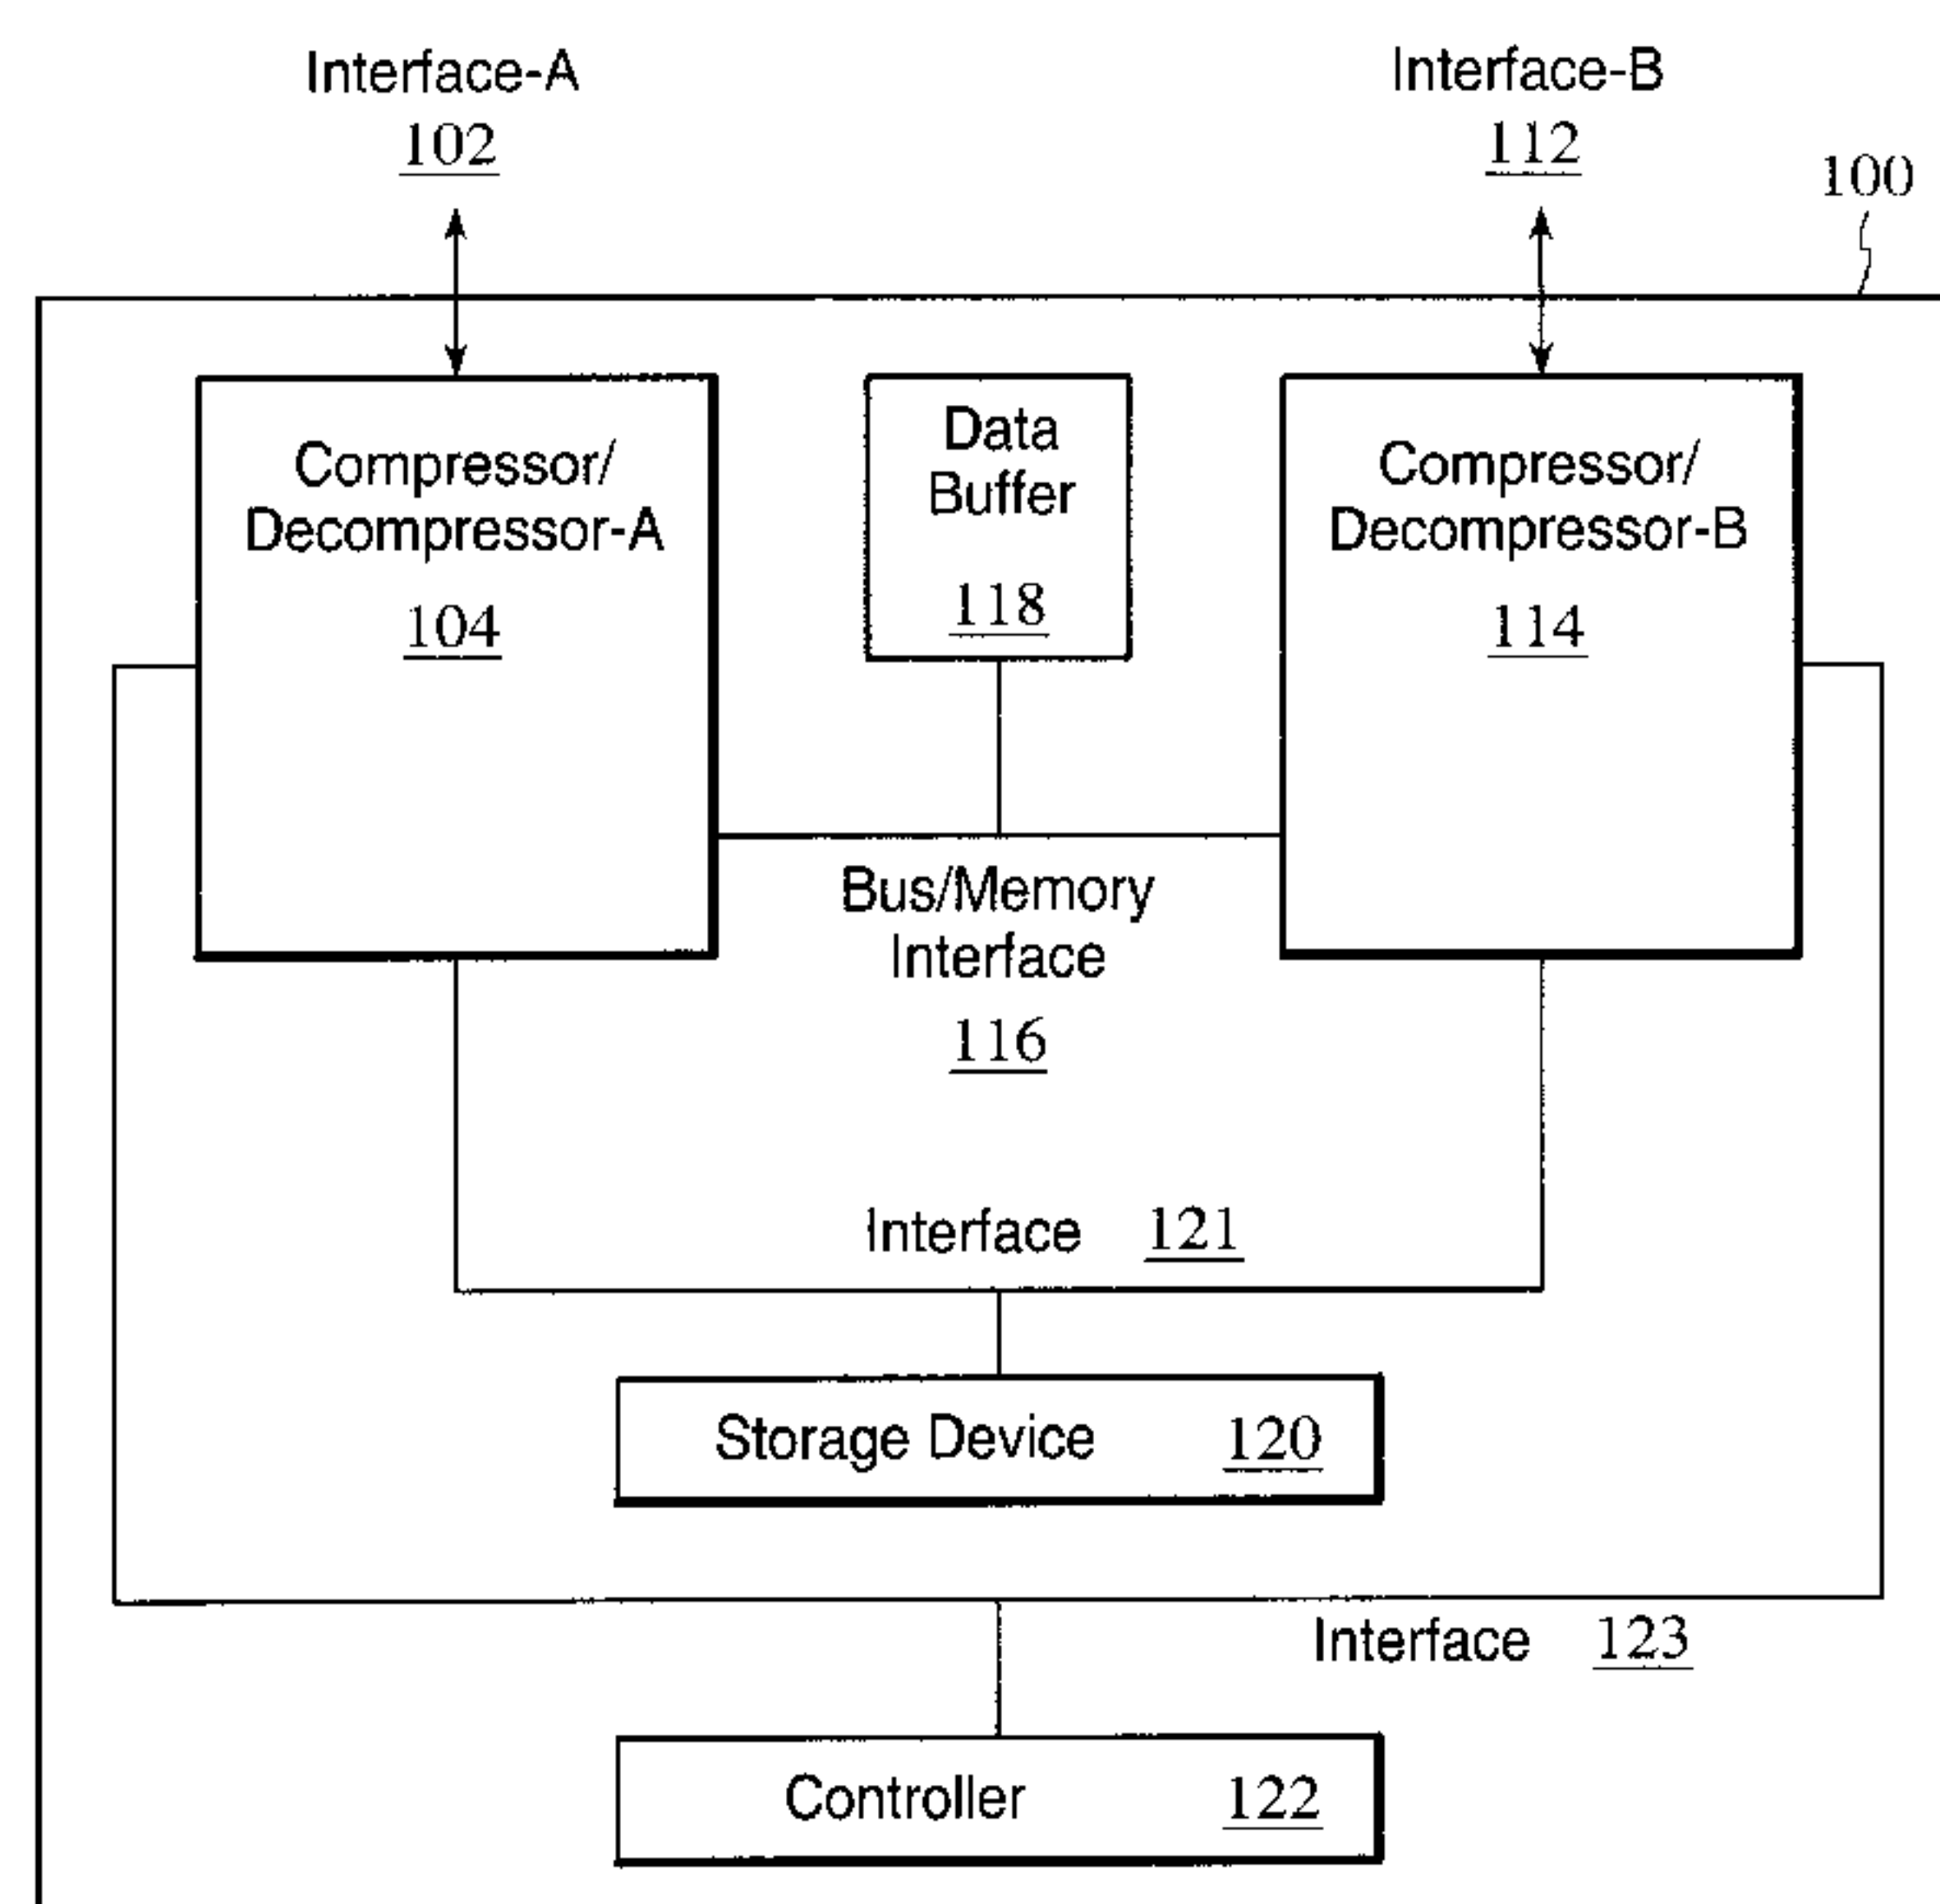 Interface-A
102
Interface-B
112
100
Compressor/
Decompressor-A
104
Data
Buffer
118
Compressor/
Decompressor-B
114
Bus/Memory
Interface
116
Interface 121
Storage Device 120
Interface 123
Controller 122